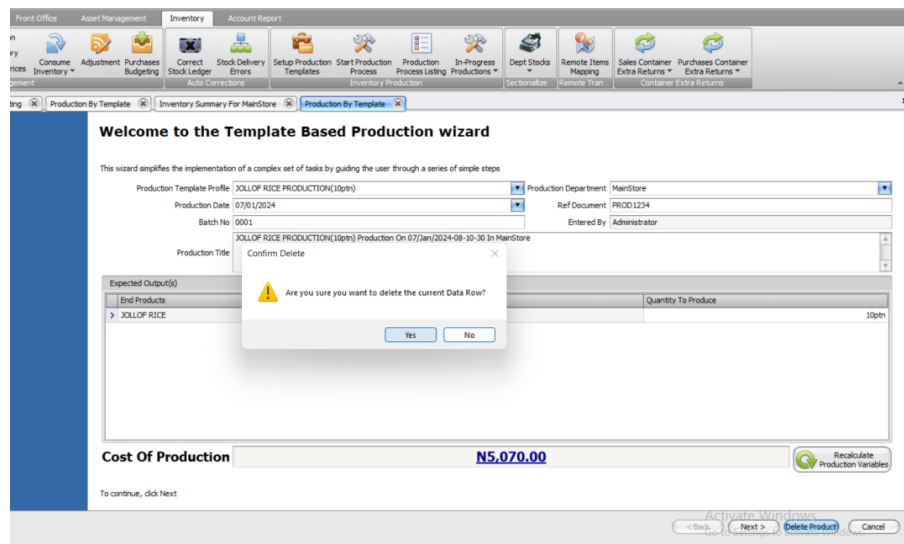 Front Office Asset Management Inventory Account Report
Consume Inventory Adjustment Purchases Budgeting Correct Stock Ledger Stock Delivery Errors Setup Production Templates Start Production Process Production Process Listing In-Progress Productions Dept Stocks Remote Items Mapping Sales Container Extra Returns Purchases Container Extra Returns
Auto Corrections Inventory Production Sectionalize Remote Tran Container Extra Returns
Production By Template Inventory Summary For MainStore Production By Template
Welcome to the Template Based Production wizard
This wizard simplifies the implementation of a complex set of tasks by guiding the user through a series of simple steps
Production Template Profile JOLLOF RICE PRODUCTION(10ptn) Production Department MainStore
Production Date 07/01/2024 Ref Document PROD1234
Batch No 0001 Entered By Administrator
JOLLOF RICE PRODUCTION(10ptn) Production On 07/Jan/2024-08-10-30 In MainStore
Production Title
Confirm Delete
Are you sure you want to delete the current Data Row?
Yes No
Expected Output(s)
End Products Quantity To Produce
JOLLOF RICE 10ptn
Cost Of Production N5,070.00 Recalculate Production Variables
To continue, click Next
Activate Windows
< Back Next > Delete Product Cancel